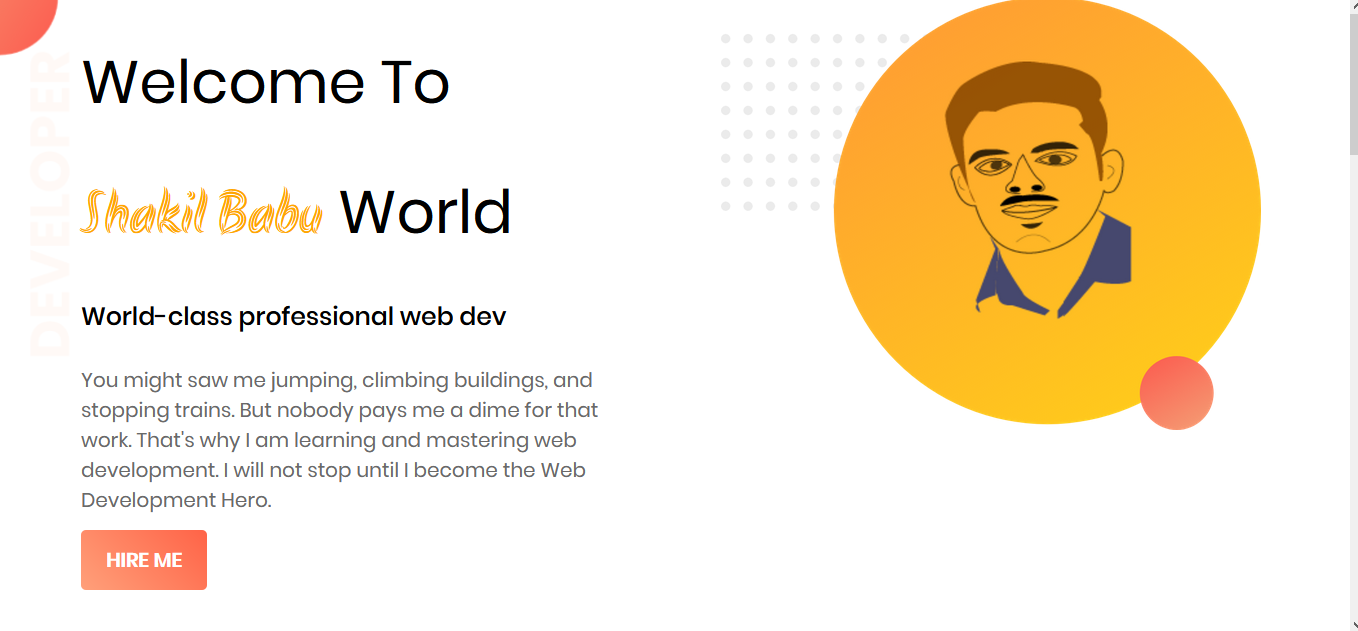 DEVELOPER
Welcome To
Shakil Babu World
World-class professional web dev
You might saw me jumping, climbing buildings, and
stopping trains. But nobody pays me a dime for that
work. That's why I am learning and mastering web
development. I will not stop until I become the Web
Development Hero.
HIRE ME